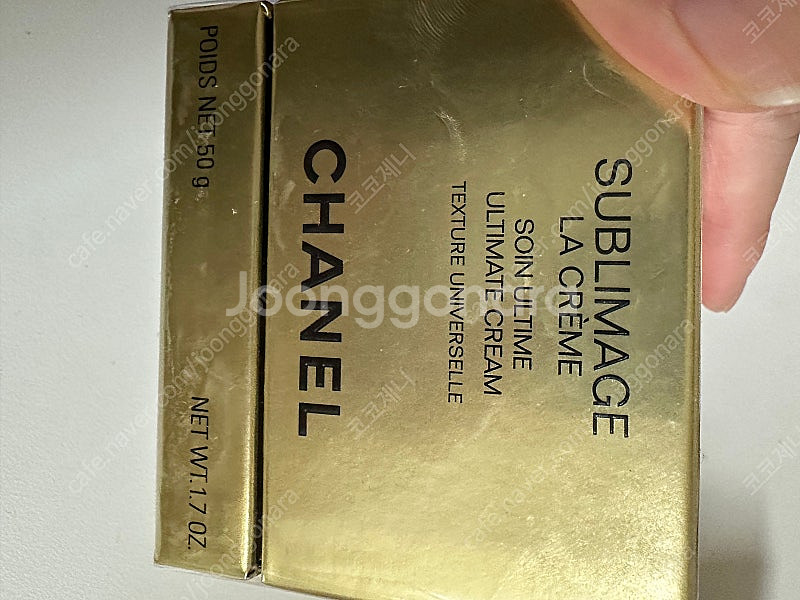 SUBLIMAGE
LA CRÈME
SOIN ULTIME
ULTIMATE CREAM
TEXTURE UNIVERSELLE
CHANEL
POIDS NET 50 g
NET WT.1.7 OZ.
Joonggonara
cafe.naver.com/joonggonara
코코제니